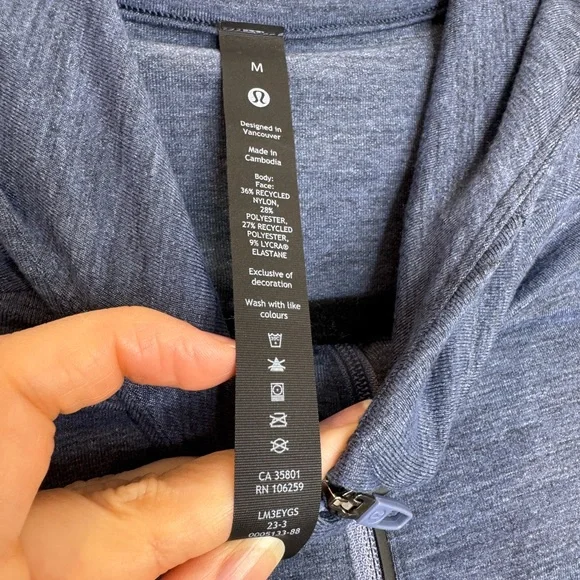 M
Designed in
Vancouver
Made in
Cambodia
Body:
Face:
36% RECYCLED
NYLON,
28%
POLYESTER,
27% RECYCLED
POLYESTER,
9% LYCRA®
ELASTANE
Exclusive of
decoration
Wash with like
colours
CA 35801
RN 106259
LM3EYGS
23-3
0005133-88